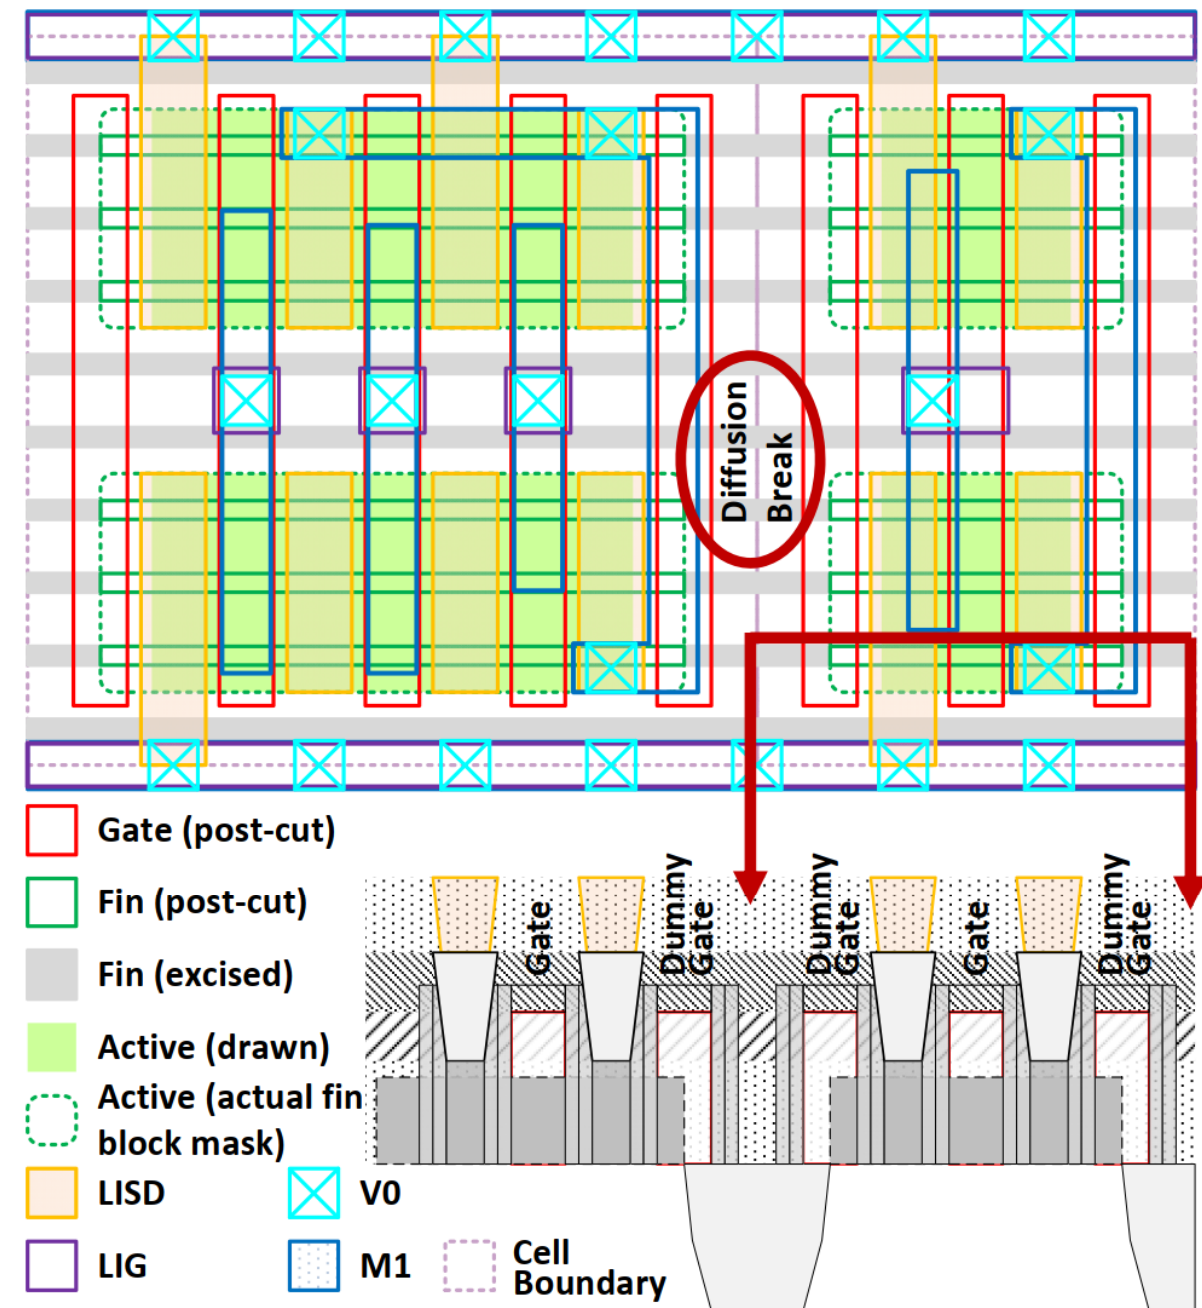 Diffusion
Break
Gate (post-cut)
Fin (post-cut)
Fin (excised)
Active (drawn)
Active (actual fin
block mask)
LISD
V0
LIG
M1
Cell
Boundary
Gate
Dummy
Gate
Dummy
Gate
Gate
Dummy
Gate